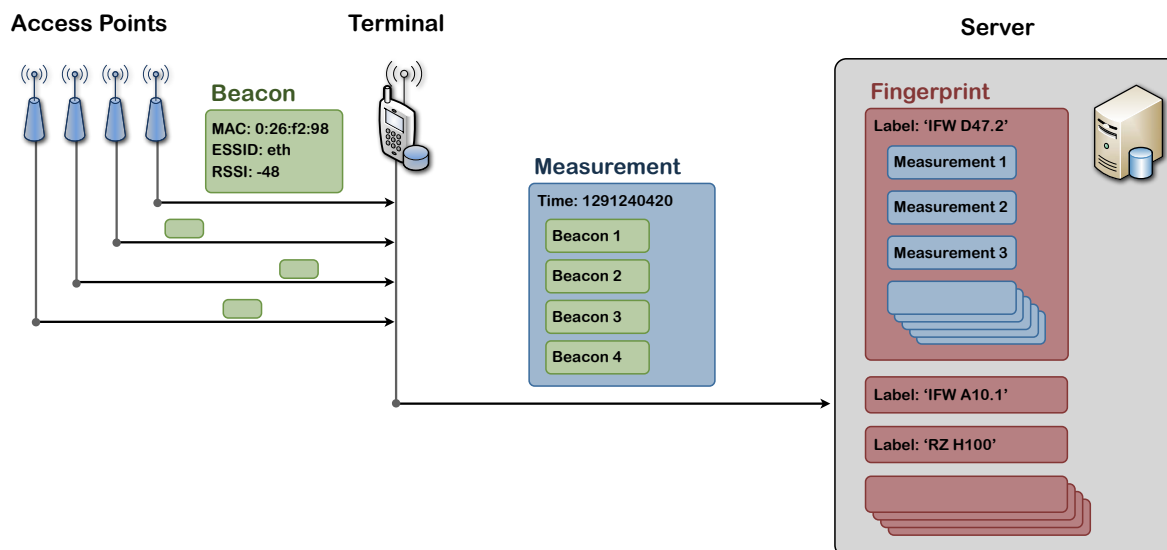 Access Points
Terminal
Server
Beacon
MAC: 0:26:f2:98
ESSID: eth
RSSI: -48
Measurement
Time: 1291240420
Beacon 1
Beacon 2
Beacon 3
Beacon 4
Fingerprint
Label: ‘IFW D47.2’
Measurement 1
Measurement 2
Measurement 3
Label: ‘IFW A10.1’
Label: ‘RZ H100’